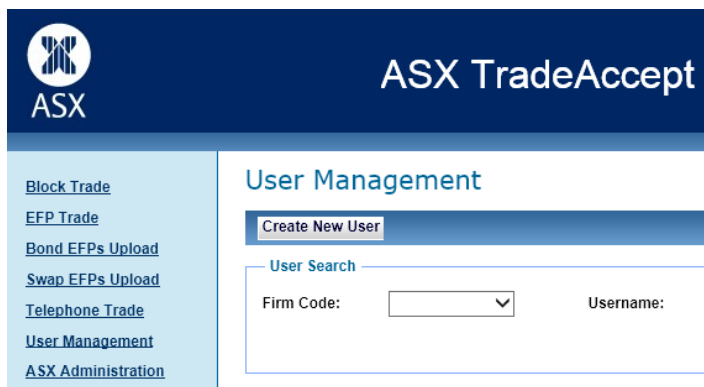 ASX
ASX TradeAccept
Block Trade
EFP Trade
Bond EFPs Upload
Swap EFPs Upload
Telephone Trade
User Management
ASX Administration
User Management
Create New User
User Search
Firm Code:
Username: